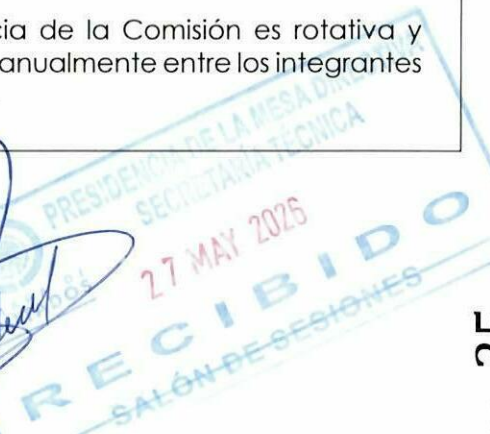 cia de la Comisión es rotativa y
anualmente entre los integrantes
PRESIDENCIA DE LA MESA DIRECTIVA
SECRETARÍA TÉCNICA
27 MAY 2026
RECIBIDO
SALÓN DE SESIONES